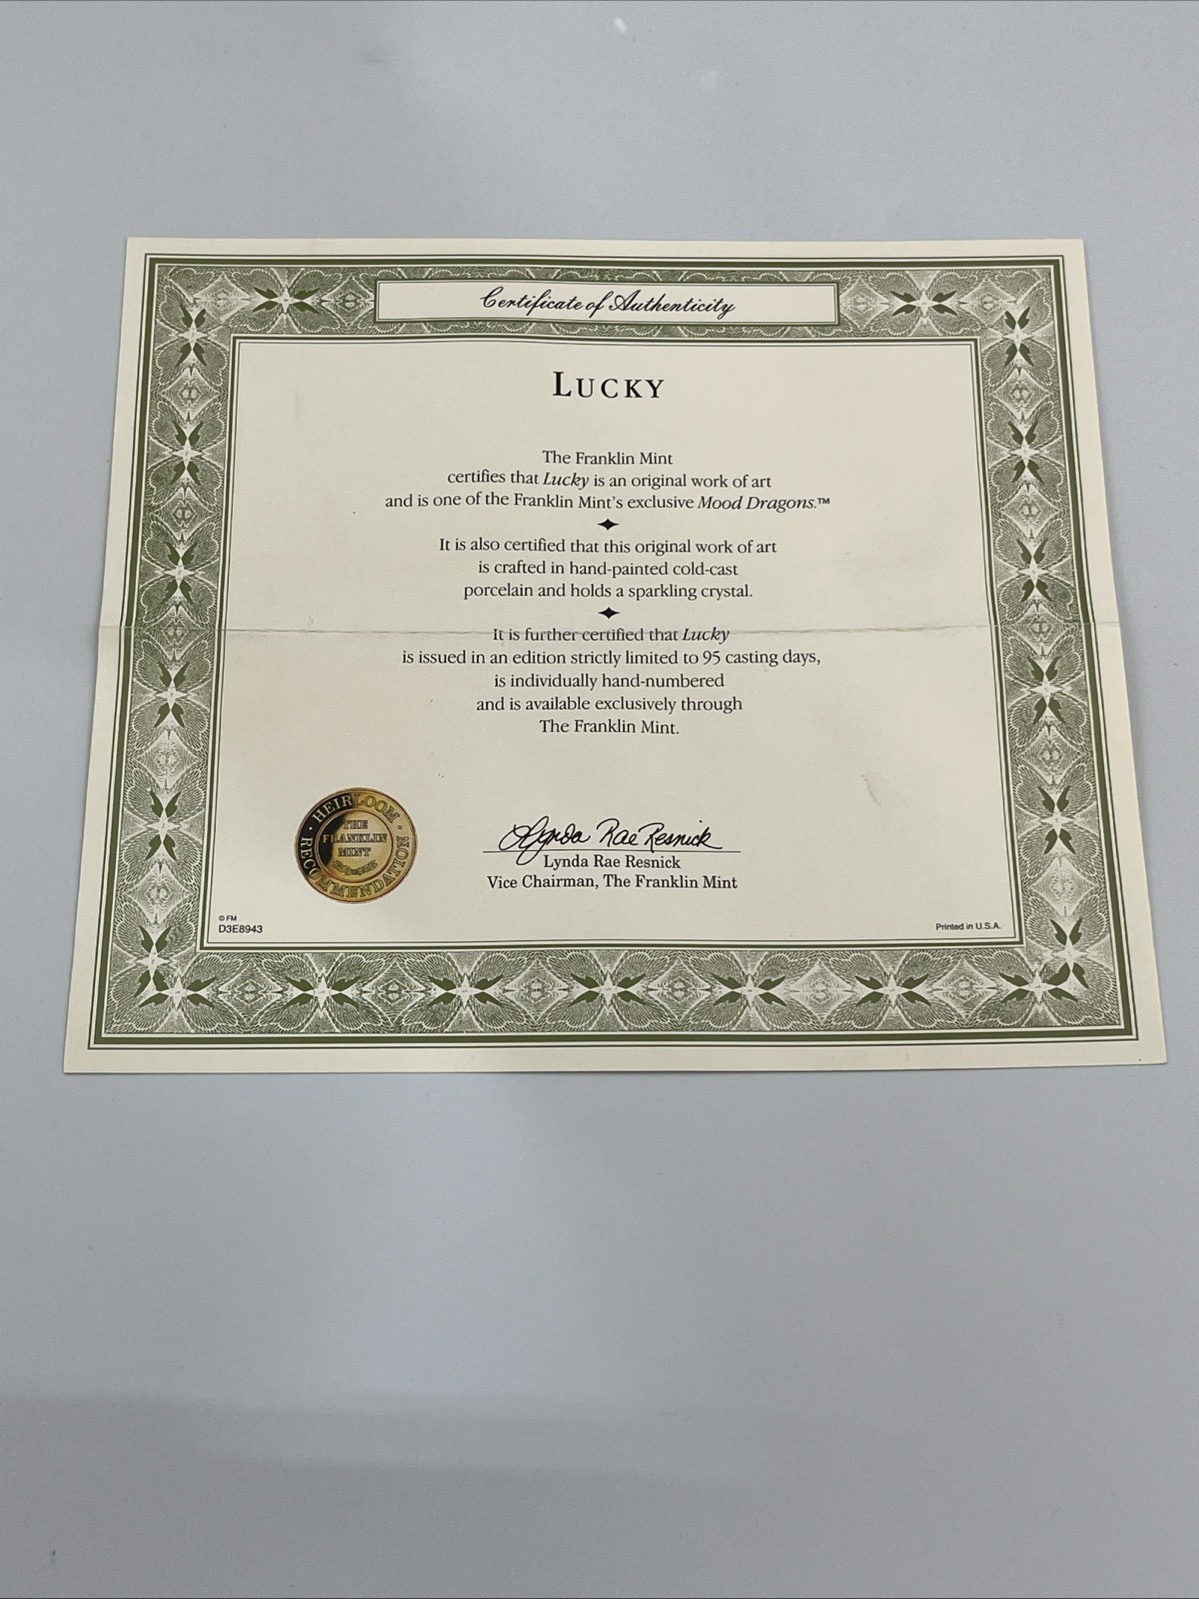 Certificate of Authenticity
LUCKY
The Franklin Mint
certifies that Lucky is an original work of art
and is one of the Franklin Mint's exclusive Mood Dragons.™
It is also certified that this original work of art
is crafted in hand-painted cold-cast
porcelain and holds a sparkling crystal.
It is further certified that Lucky
is issued in an edition strictly limited to 95 casting days,
is individually hand-numbered
and is available exclusively through
The Franklin Mint.
HEIRLOOM · RECOMMENDATION ·
THE
FRANKLIN
MINT
Lynda Rae Resnick
Lynda Rae Resnick
Vice Chairman, The Franklin Mint
© FM
D3E8943
Printed in U.S.A.